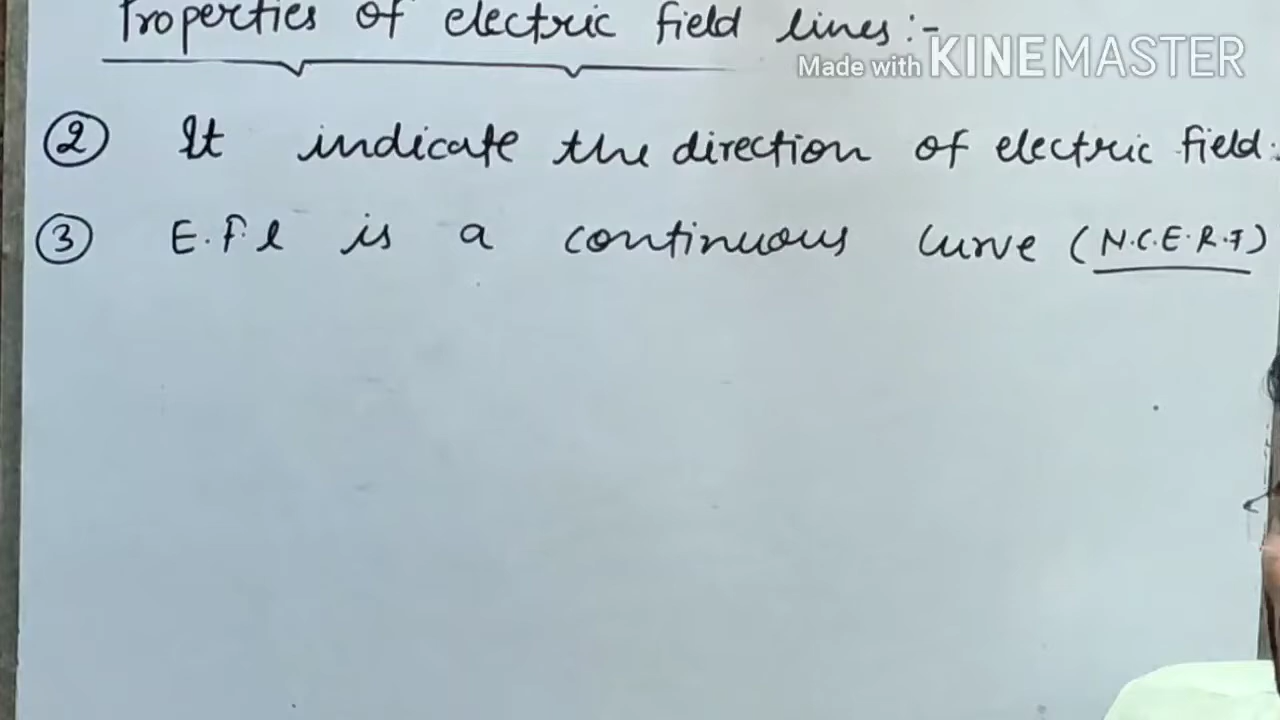 Properties of electric field lines:-
Made with KINEMASTER
② It indicate the direction of electric field.
③ E.F.l is a continuous curve (N.C.E.R.T)